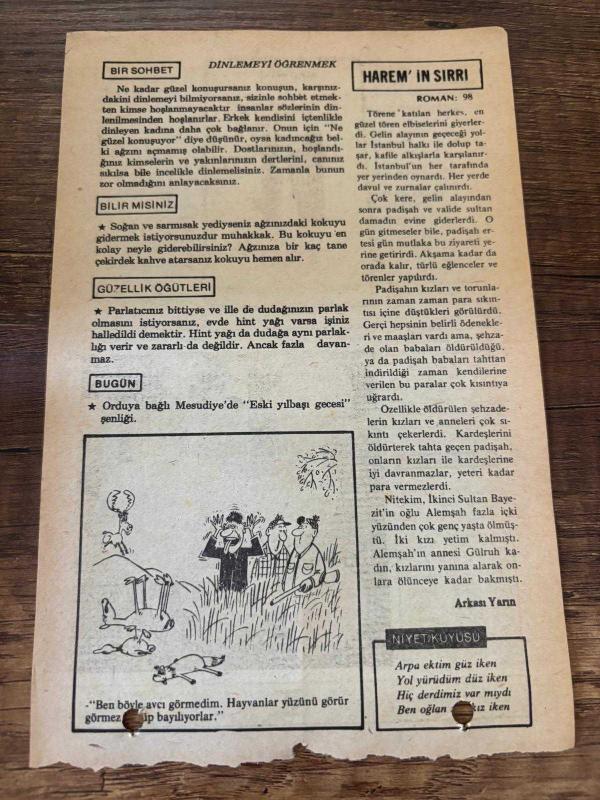 BİR SOHBET
DİNLEMEYİ ÖĞRENMEK
Ne kadar güzel konuşursanız konuşun, karşınız-
dakini dinlemeyi bilmiyorsanız, sizinle sohbet etmek-
ten kimse hoşlanmayacaktır insanlar sözlerinin din-
lenilmesinden hoşlanırlar. Erkek kendisini içtenlikle
dinleyen kadına daha çok bağlanır. Onun için "Ne
güzel konuşuyor" diye düşünür, oysa kadıncağız bel-
ki ağzını açmamış olabilir. Dostlarınızın, hoşlandı-
ğınız kimselerin ve yakınlarınızın dertlerini, canınız
sıkılsa bile incelikle dinlemelisiniz. Zamanla bunun
zor olmadığını anlayacaksınız.
BİLİR MİSİNİZ
★ Soğan ve sarmısak yediyseniz ağzınızdaki kokuyu
gidermek istiyorsunuzdur muhakkak. Bu kokuyu en
kolay neyle giderebilirsiniz? Ağzınıza bir kaç tane
çekirdek kahve atarsanız kokuyu hemen alır.
GÜZELLİK ÖĞÜTLERİ
★ Parlatıcınız bittiyse ve ille de dudağınızın parlak
olmasını istiyorsanız, evde hint yağı varsa işiniz
halledildi demektir. Hint yağı da dudağa aynı parlak-
lığı verir ve zararlı da değildir. Ancak fazla dayan-
maz.
BUGÜN
★ Orduya bağlı Mesudiye'de "Eski yılbaşı gecesi"
şenliği.
-"Ben böyle avcı görmedim. Hayvanlar yüzünü görür
görmez bayılıyorlar."
HAREM' İN SIRRI
ROMAN: 98
Törene katılan herkes, en
güzel tören elbiselerini giyerler-
di. Gelin alayının geçeceği yol-
lar İstanbul halkı ile dolup ta-
şar, kafile alkışlarla karşılanır-
dı. İstanbul'un her tarafında
yer yerinden oynardı. Her yerde
davul ve zurnalar çalınırdı.
Çok kere, gelin alayından
sonra padişah ve valide sultan
damadın evine giderlerdi. O
gün gitmeseler bile, padişah er-
tesi gün mutlaka bu ziyareti ye-
rine getirirdi. Akşama kadar da
orada kalır, türlü eğlenceler ve
törenler yapılırdı.
Padişahın kızları ve torunla-
rının zaman zaman para sıkın-
tısı içine düştükleri görülürdü.
Gerçi hepsinin belirli ödenekle-
ri ve maaşları vardı ama, şehza-
de olan babaları öldürüldüğü,
ya da padişah babaları tahttan
indirildiği zaman kendilerine
verilen bu paralar çok kısıntıya
uğrardı.
Özellikle öldürülen şehzade-
lerin kızları ve anneleri çok sı-
kıntı çekerlerdi. Kardeşlerini
öldürterek tahta geçen padişah,
onların kızları ile kardeşlerine
iyi davranmazlar, yeteri kadar
para vermezlerdi.
Nitekim, İkinci Sultan Baye-
zit'in oğlu Alemşah fazla içki
yüzünden çok genç yaşta ölmüş-
tü. İki kızı yetim kalmıştı.
Alemşah'ın annesi Gülruh ka-
dın, kızlarını yanına alarak on-
lara ölünceye kadar bakmıştı.
Arkası Yarın
NİYET KUYUSU
Arpa ektim güz iken
Yol yürüdüm düz iken
Hiç derdimiz var mıydı
Ben oğlan kız iken